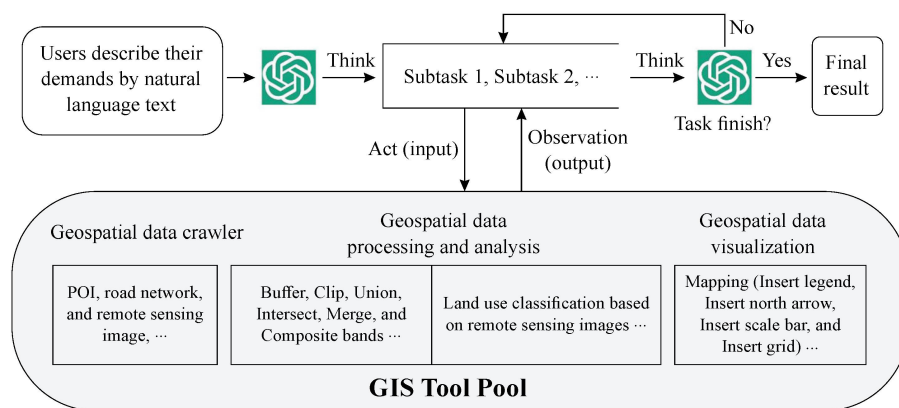 Users describe their
demands by natural
language text
Think
Subtask 1, Subtask 2, ···
Think
No
Yes
Final
result
Task finish?
Act (input)
Observation
(output)
Geospatial data crawler
Geospatial data
processing and analysis
Geospatial data
visualization
POI, road network,
and remote sensing
image, ···
Buffer, Clip, Union,
Intersect, Merge, and
Composite bands ···
Land use classification based
on remote sensing images ···
Mapping (Insert legend,
Insert north arrow,
Insert scale bar, and
Insert grid) ···
GIS Tool Pool